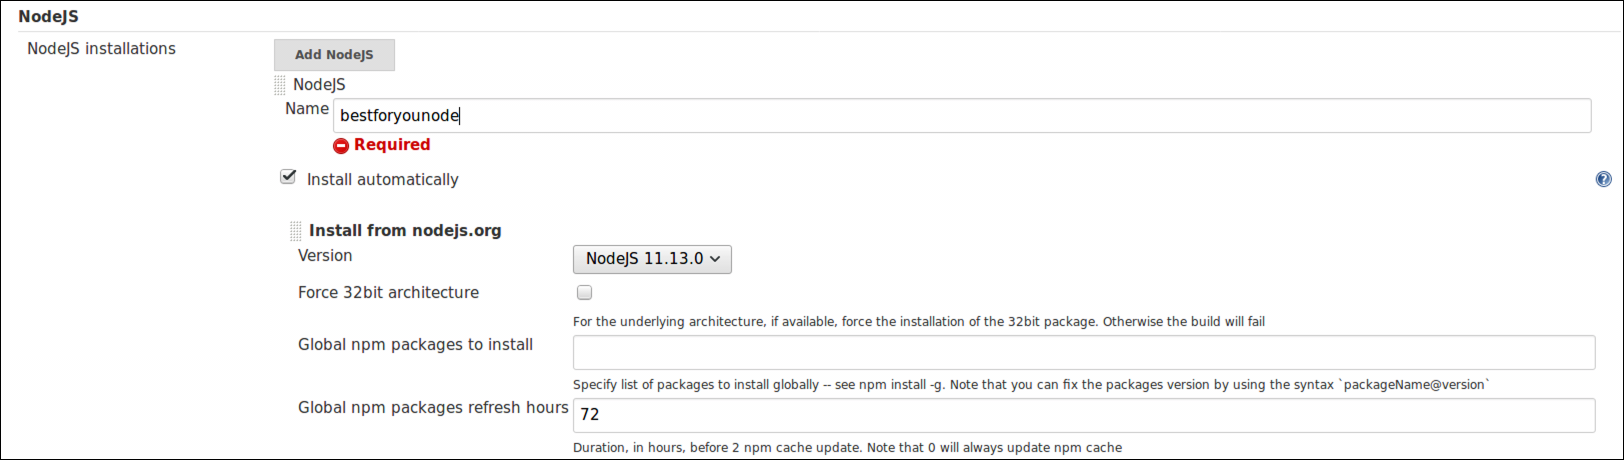 NodeJS
NodeJS installations
Add NodeJS
NodeJS
Name bestforyounode
Required
Install automatically
Install from nodejs.org
Version NodeJS 11.13.0
Force 32bit architecture
For the underlying architecture, if available, force the installation of the 32bit package. Otherwise the build will fail
Global npm packages to install
Specify list of packages to install globally -- see npm install -g. Note that you can fix the packages version by using the syntax `packageName@version`
Global npm packages refresh hours 72
Duration, in hours, before 2 npm cache update. Note that 0 will always update npm cache